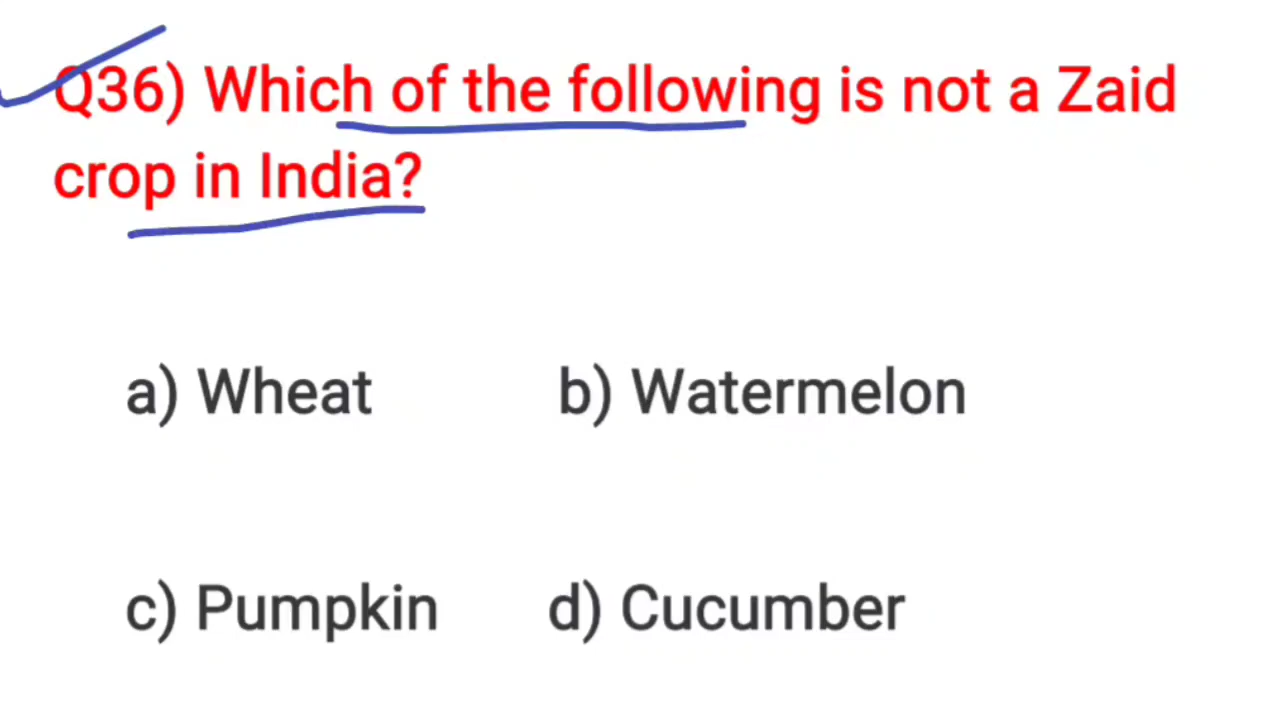 Q36) Which of the following is not a Zaid
crop in India?
a) Wheat b) Watermelon
c) Pumpkin d) Cucumber